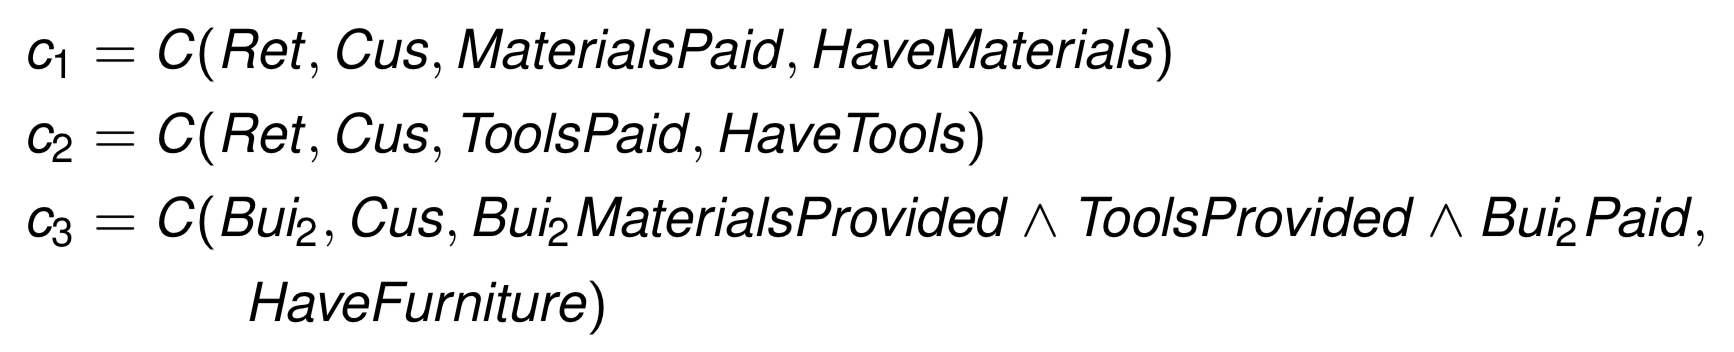 c₁ = C(Ret, Cus, MaterialsPaid, HaveMaterials)
c₂ = C(Ret, Cus, ToolsPaid, HaveTools)
c₃ = C(Bui₂, Cus, Bui₂MaterialsProvided ∧ ToolsProvided ∧ Bui₂Paid,
HaveFurniture)